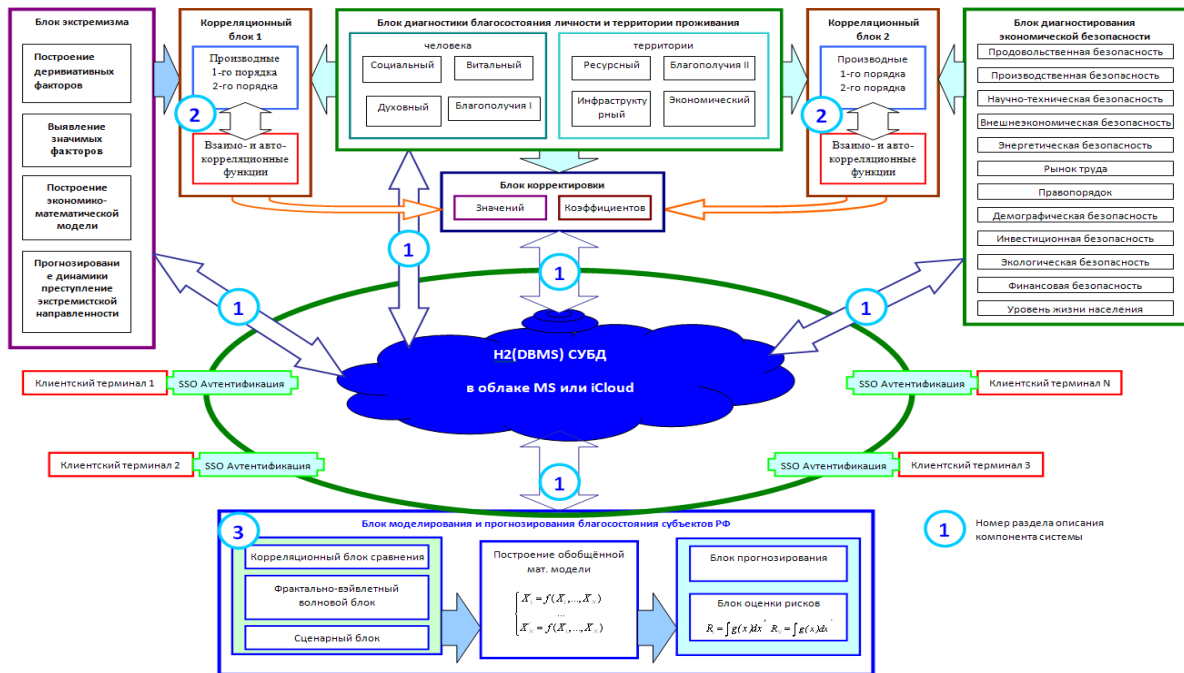 Блок экстремизма
Построение
деривативных
факторов
Выявление
значимых
факторов
Построение
экономико-
математической
модели
Прогнозировани
е динамики
преступление
экстремистской
направленности
Корреляционный
блок 1
Производные
1-го порядка
2-го порядка
2
Взаимо- и авто-
корреляционные
функции
Блок диагностики благосостояния личности и территории проживания
человека
Социальный
Витальный
Духовный
Благополучия I
территории
Ресурсный
Благополучия II
Инфраструкту
рный
Экономический
Корреляционный
блок 2
Производные
1-го порядка
2-го порядка
2
Взаимо- и авто-
корреляционные
функции
Блок диагностирования
экономической безопасности
Продовольственная безопасность
Производственная безопасность
Научно-техническая безопасность
Внешнеэкономическая безопасность
Энергетическая безопасность
Рынок труда
Правопорядок
Демографическая безопасность
Инвестиционная безопасность
Экологическая безопасность
Финансовая безопасность
Уровень жизни населения
Блок корректировки
Значений
Коэффициентов
1
1
1
1
H2(DBMS) СУБД
в облаке MS или iCloud
Клиентский терминал 1
SSO Аутентификация
SSO Аутентификация
Клиентский терминал N
Клиентский терминал 2
SSO Аутентификация
SSO Аутентификация
Клиентский терминал 3
1
Блок моделирования и прогнозирования благосостояния субъектов РФ
3
Корреляционный блок сравнения
Фрактально-вэйвлетный
волновой блок
Сценарный блок
Построение обобщённой
мат. модели
X = f(X,...,X)
...
X = f(X,...,X)
Блок прогнозирования
Блок оценки рисков
R = ∫g(x)dx R = ∫g(x)dx
1
Номер раздела описания
компонента системы